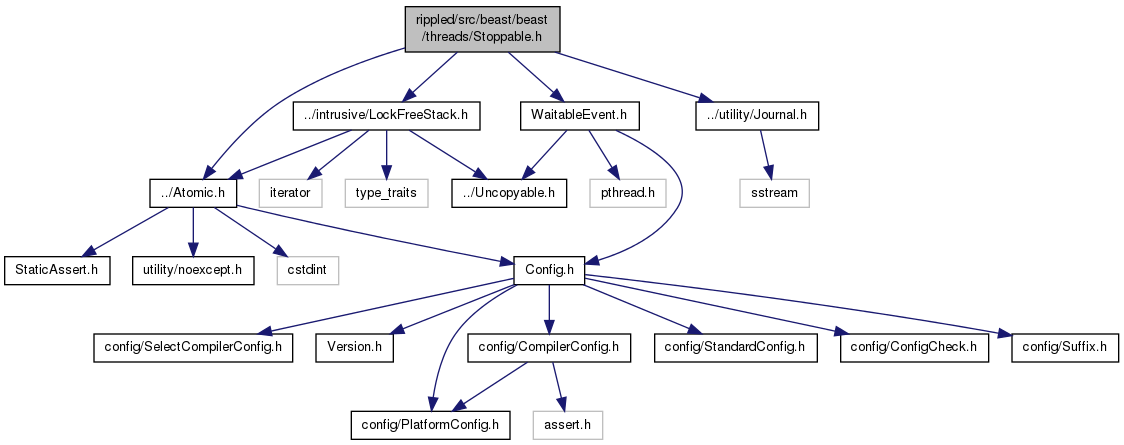 rippled/src/beast/beast
/threads/Stoppable.h
../intrusive/LockFreeStack.h
WaitableEvent.h
../utility/Journal.h
../Atomic.h
iterator
type_traits
../Uncopyable.h
pthread.h
sstream
StaticAssert.h
utility/noexcept.h
cstdint
Config.h
config/SelectCompilerConfig.h
Version.h
config/CompilerConfig.h
config/StandardConfig.h
config/ConfigCheck.h
config/Suffix.h
config/PlatformConfig.h
assert.h